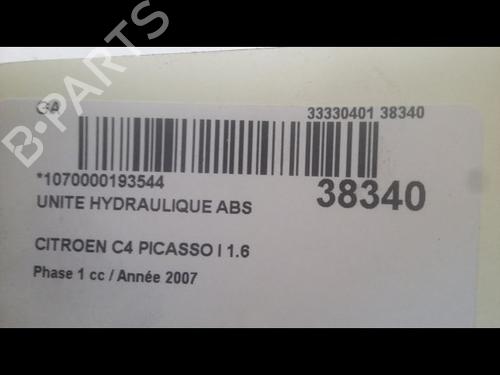 GA
33330401 38340
*1070000193544
38340
UNITE HYDRAULIQUE ABS
CITROEN C4 PICASSO I 1.6
Phase 1 cc / Année 2007
B-PARTS